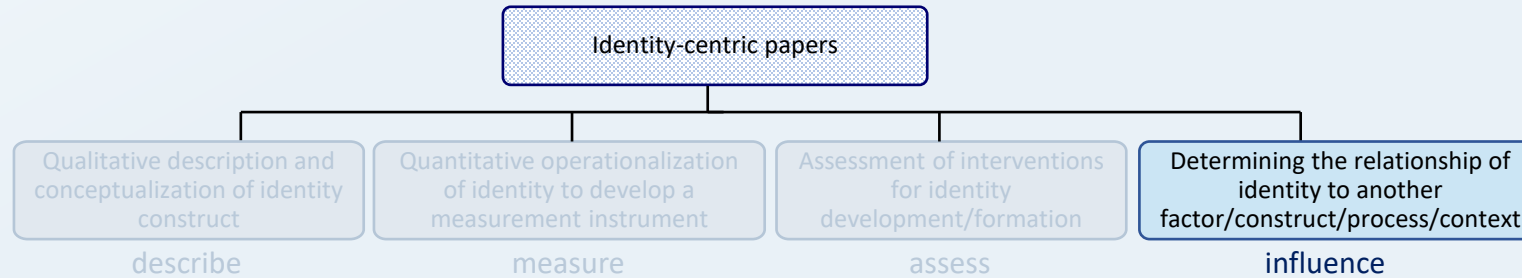 Identity-centric papers
Qualitative description and
conceptualization of identity
construct
Quantitative operationalization
of identity to develop a
measurement instrument
Assessment of interventions
for identity
development/formation
Determining the relationship of
identity to another
factor/construct/process/context
describe
measure
assess
influence